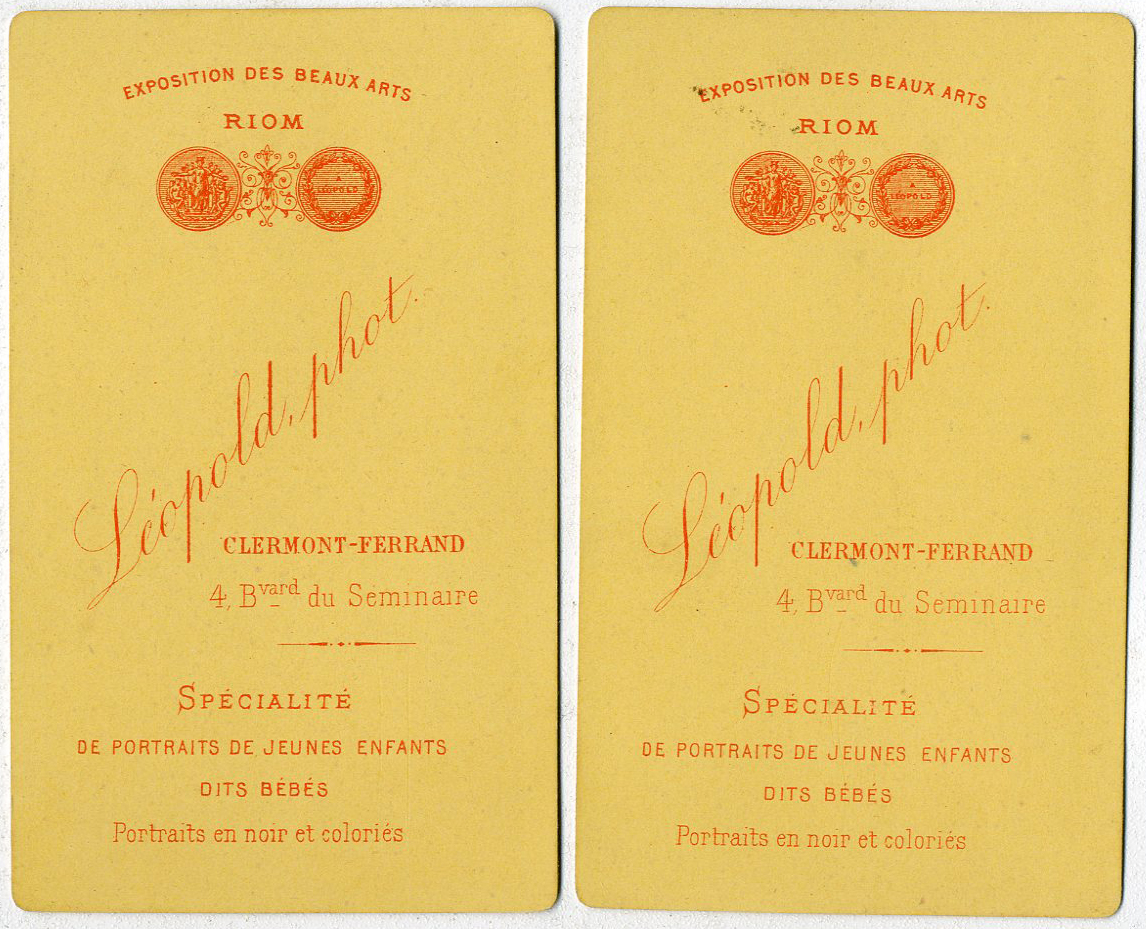 EXPOSITION DES BEAUX ARTS
RIOM
A
LÉOPOLD
Léopold, phot.
CLERMONT-FERRAND
4, Bvard du Seminaire
SPÉCIALITÉ
DE PORTRAITS DE JEUNES ENFANTS
DITS BÉBÉS
Portraits en noir et coloriés
EXPOSITION DES BEAUX ARTS
RIOM
A
LÉOPOLD
Léopold, phot.
CLERMONT-FERRAND
4, Bvard du Seminaire
SPÉCIALITÉ
DE PORTRAITS DE JEUNES ENFANTS
DITS BÉBÉS
Portraits en noir et coloriés